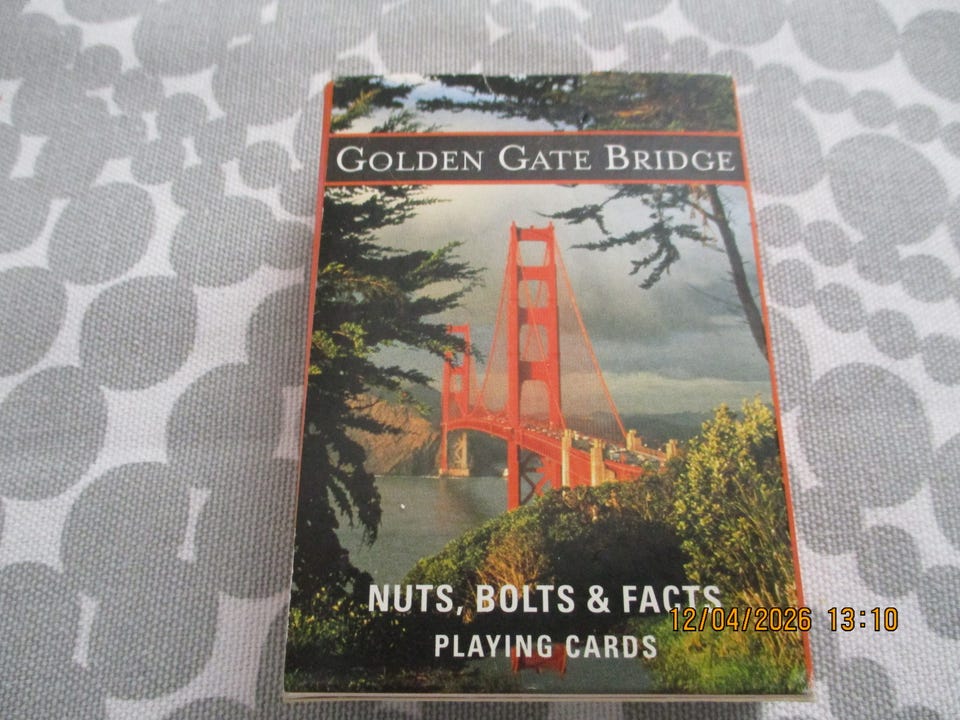 GOLDEN GATE BRIDGE
NUTS, BOLTS & FACTS
PLAYING CARDS
12/04/2026 13:10